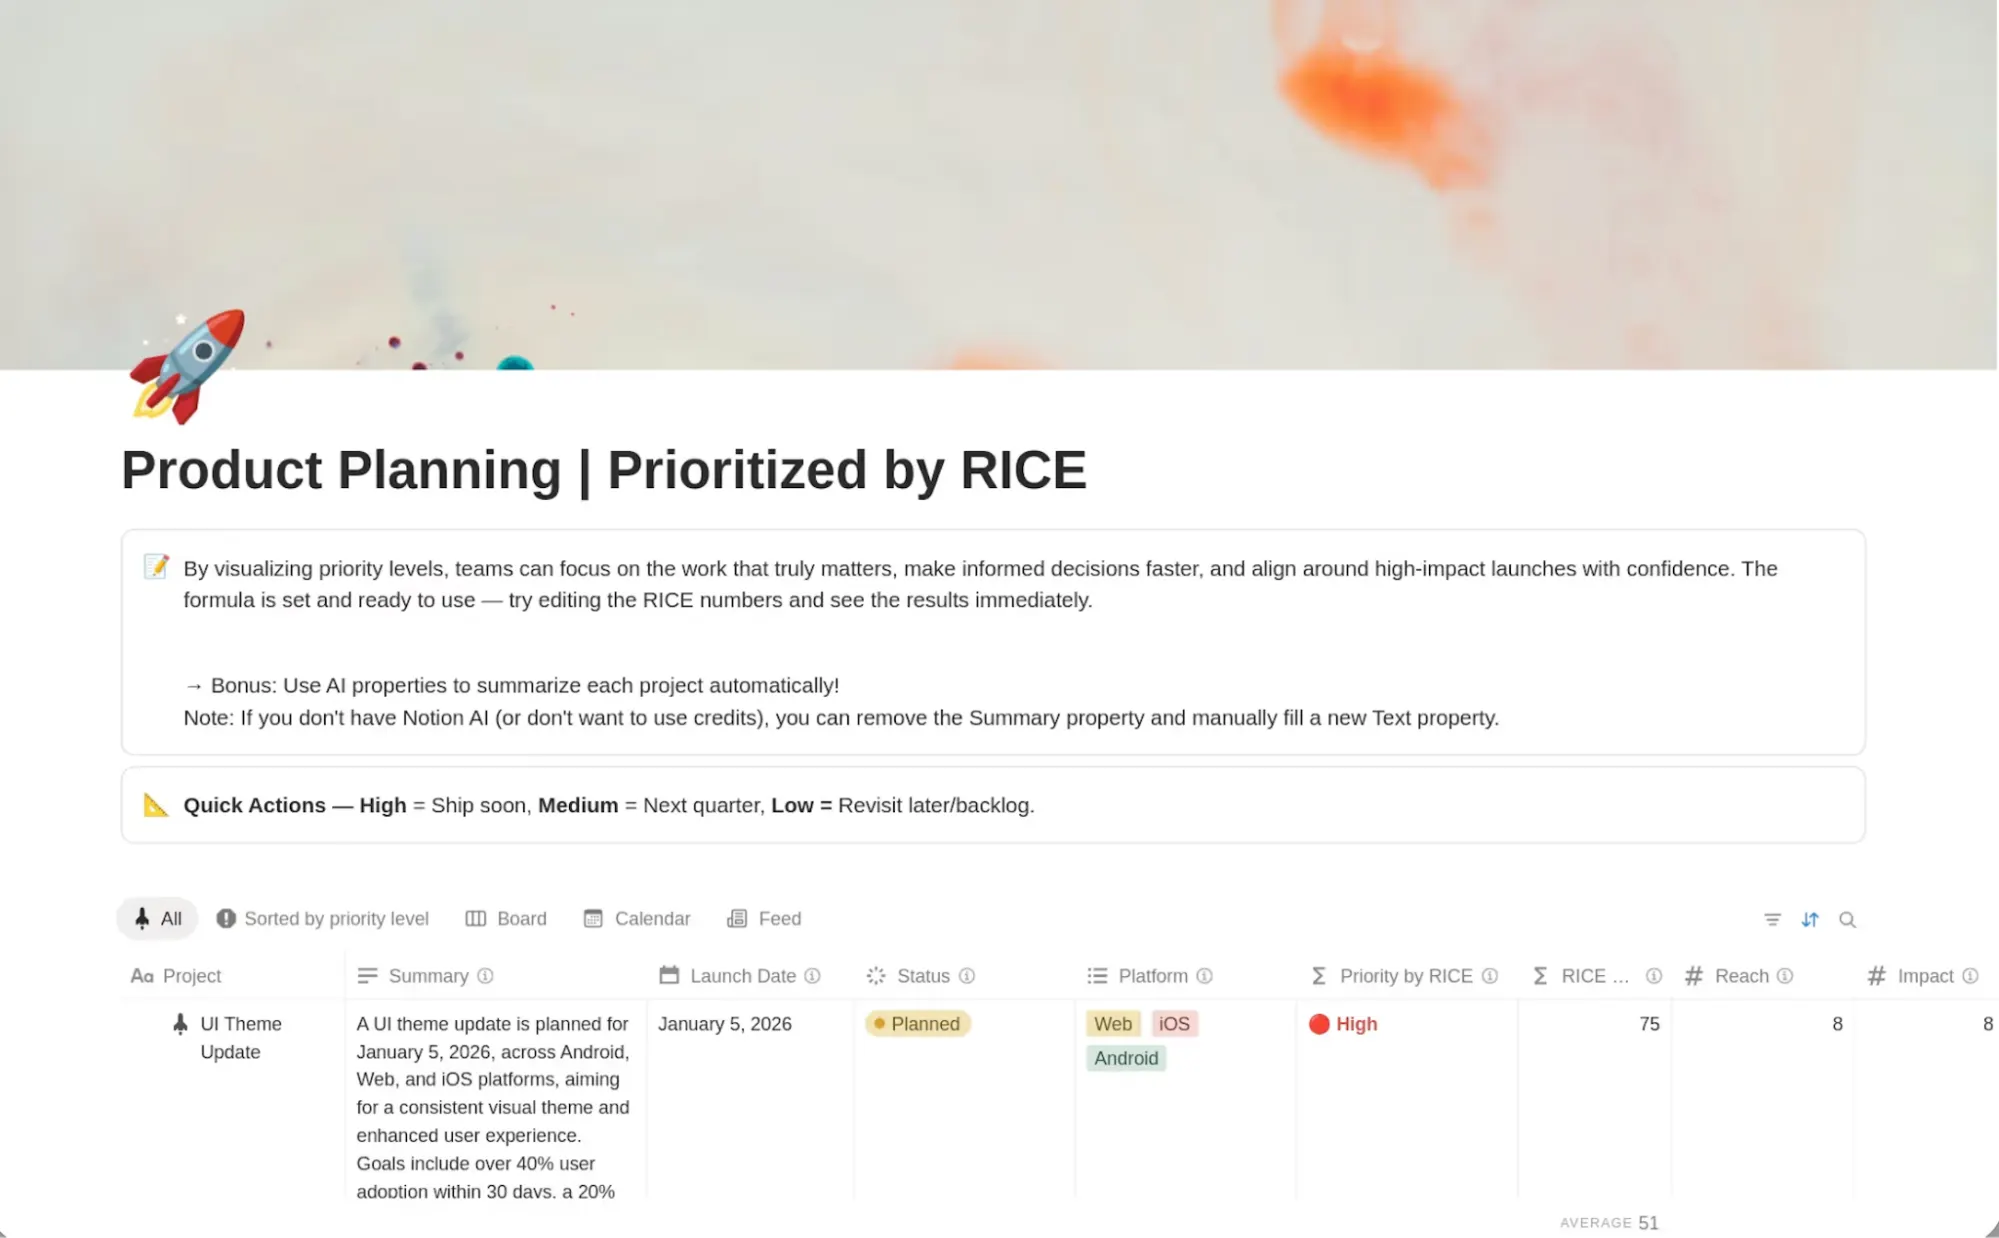 Product Planning | Prioritized by RICE
By visualizing priority levels, teams can focus on the work that truly matters, make informed decisions faster, and align around high-impact launches with confidence. The
formula is set and ready to use — try editing the RICE numbers and see the results immediately.
→ Bonus: Use AI properties to summarize each project automatically!
Note: If you don't have Notion AI (or don't want to use credits), you can remove the Summary property and manually fill a new Text property.
Quick Actions — High = Ship soon, Medium = Next quarter, Low = Revisit later/backlog.
All Sorted by priority level Board Calendar Feed
Aa Project Summary Launch Date Status Platform Σ Priority by RICE Σ RICE ... # Reach # Impact
UI Theme
Update
A UI theme update is planned for
January 5, 2026, across Android,
Web, and iOS platforms, aiming
for a consistent visual theme and
enhanced user experience.
Goals include over 40% user
adoption within 30 days, a 20%
January 5, 2026
Planned
Web iOS
Android
High
75
8
8
AVERAGE 51